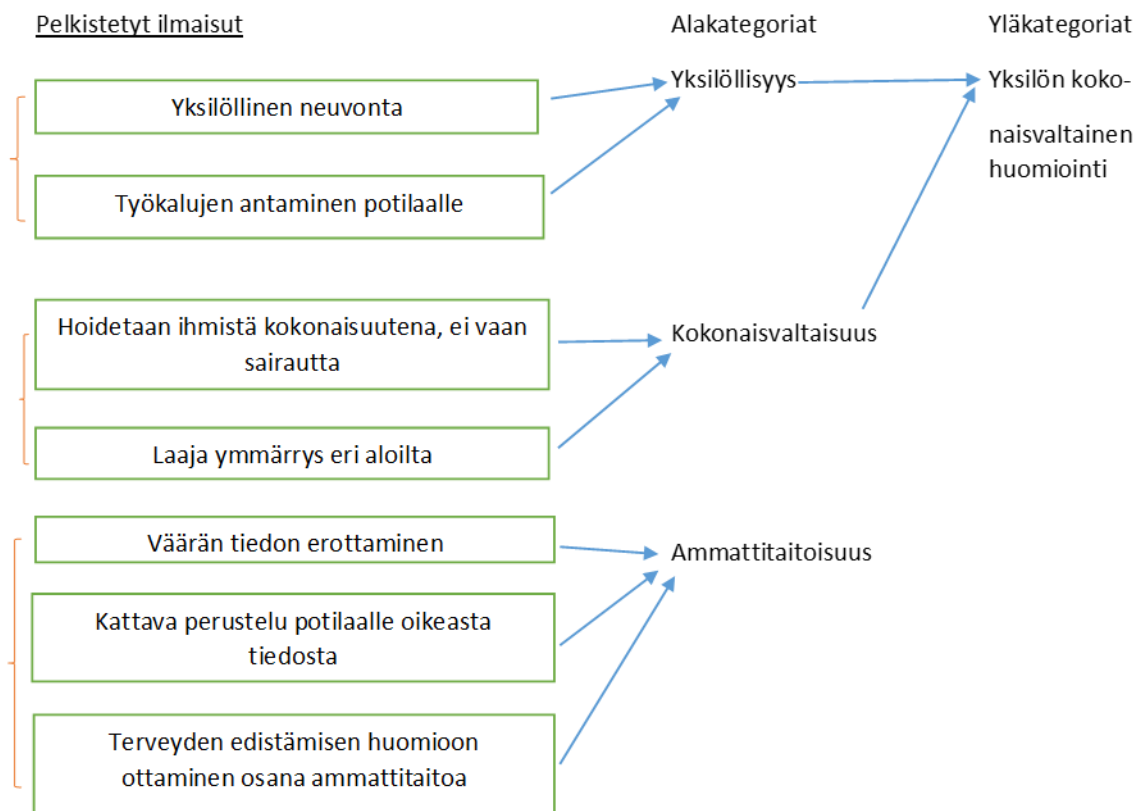 Pelkistetyt ilmaisut
Alakategoriat
Yläkategoriat
Yksilöllinen neuvonta
Yksilöllisyys
Yksilön koko-
naisvaltainen
huomiointi
Työkalujen antaminen potilaalle
Hoidetaan ihmistä kokonaisuutena, ei vaan
sairautta
Kokonaisvaltaisuus
Laaja ymmärrys eri aloilta
Väärän tiedon erottaminen
Ammattitaitoisuus
Kattava perustelu potilaalle oikeasta
tiedosta
Terveyden edistämisen huomioon
ottaminen osana ammattitaitoa